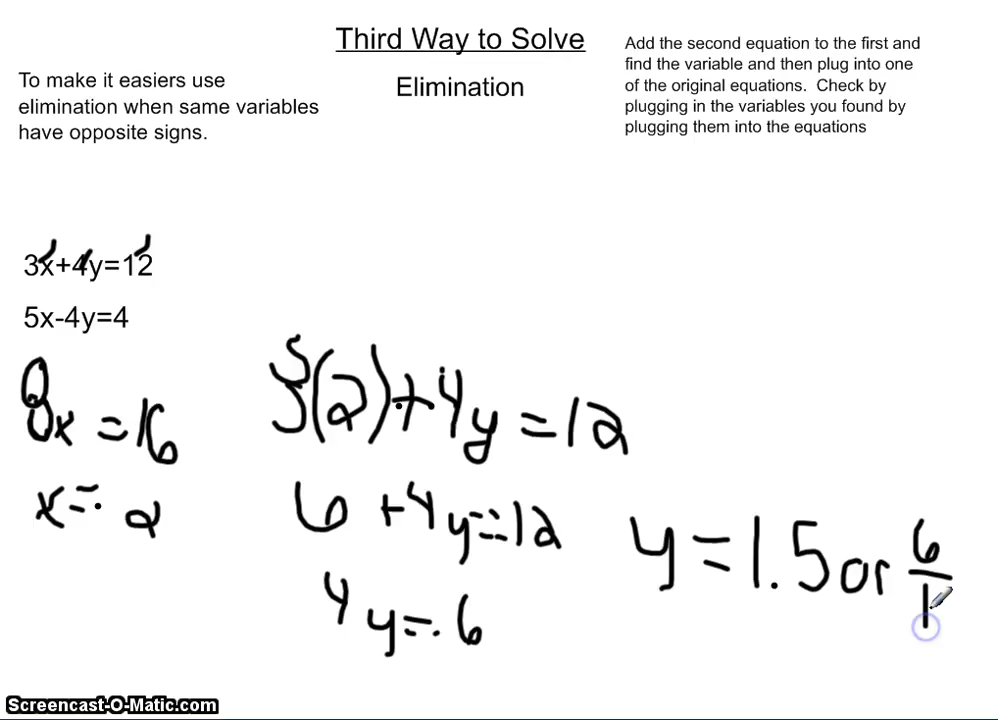 Third Way to Solve
Elimination
To make it easiers use
elimination when same variables
have opposite signs.
Add the second equation to the first and
find the variable and then plug into one
of the original equations. Check by
plugging in the variables you found by
plugging them into the equations
3x+4y=12
5x-4y=4
8x =16
x= 2
3(2)+4y=12
6 +4y=12
4y= 6
y=1.5 or 6/
Screencast-O-Matic.com